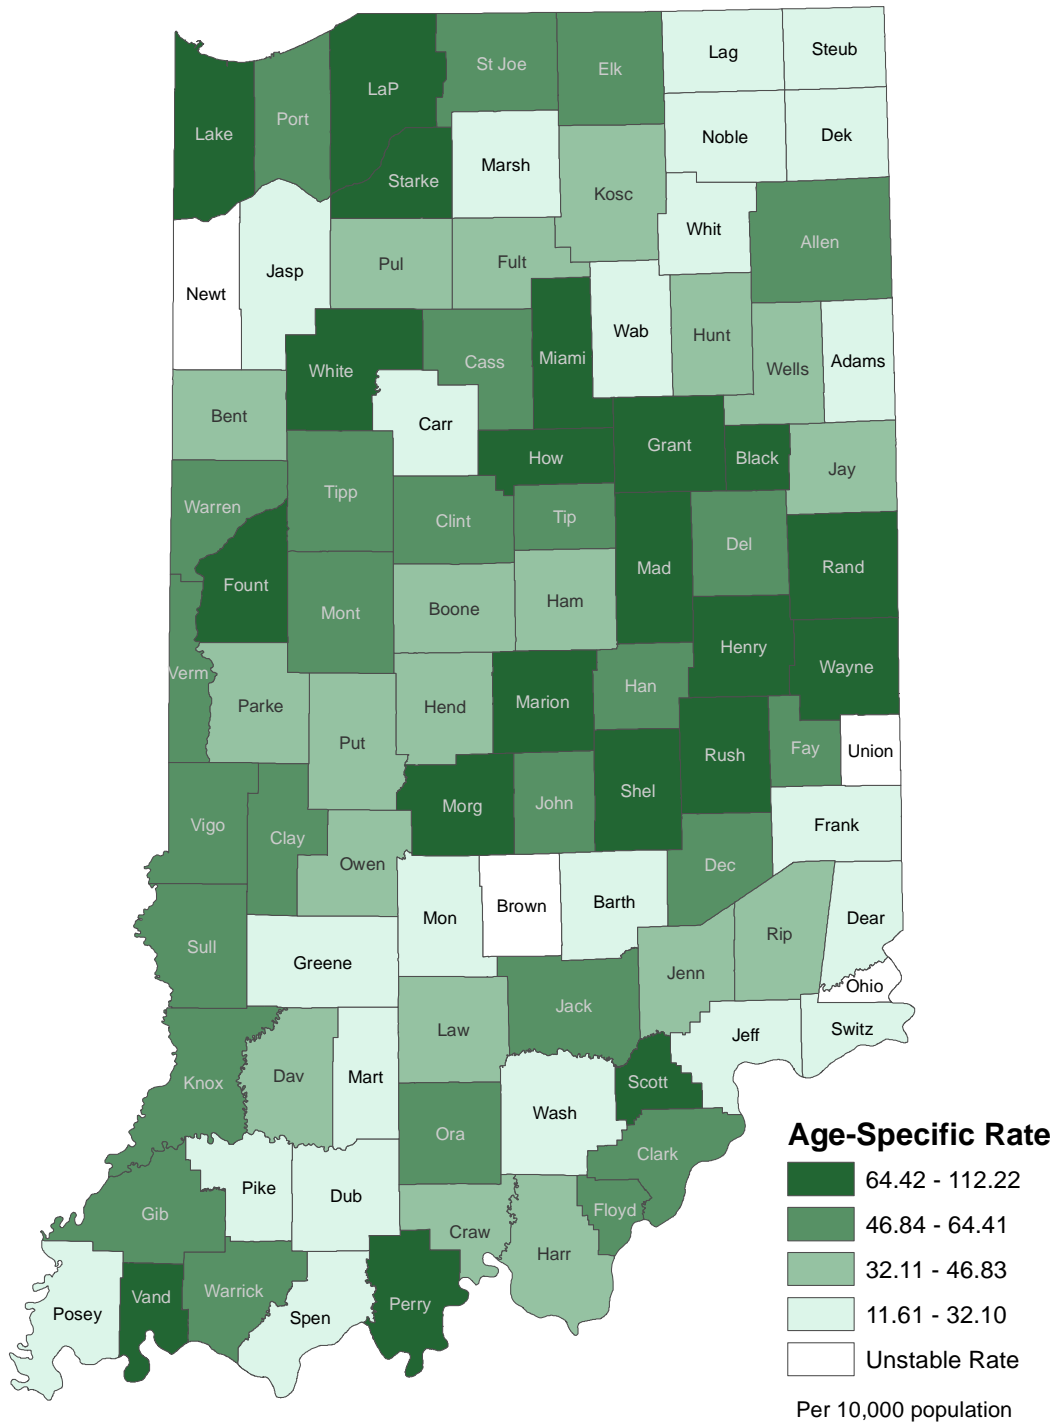 Lag
Steub
St Joe
Elk
LaP
Port
Lake
Noble
Dek
Marsh
Starke
Kosc
Whit
Allen
Pul
Fult
Jasp
Newt
Wab
Hunt
Miami
Cass
White
Wells
Adams
Bent
Carr
Grant
How
Black
Jay
Tipp
Warren
Clint
Tip
Del
Mad
Rand
Fount
Mont
Boone
Ham
Henry
Wayne
Verm
Parke
Hend
Marion
Han
Put
Rush
Fay
Union
Shel
Morg
John
Vigo
Clay
Frank
Owen
Dec
Mon
Brown
Barth
Dear
Rip
Sull
Greene
Jenn
Ohio
Jack
Law
Jeff
Switz
Knox
Dav
Mart
Scott
Wash
Ora
Clark
Pike
Dub
Gib
Floyd
Craw
Harr
Warrick
Vand
Posey
Spen
Perry
Age-Specific Rate
64.42 - 112.22
46.84 - 64.41
32.11 - 46.83
11.61 - 32.10
Unstable Rate
Per 10,000 population